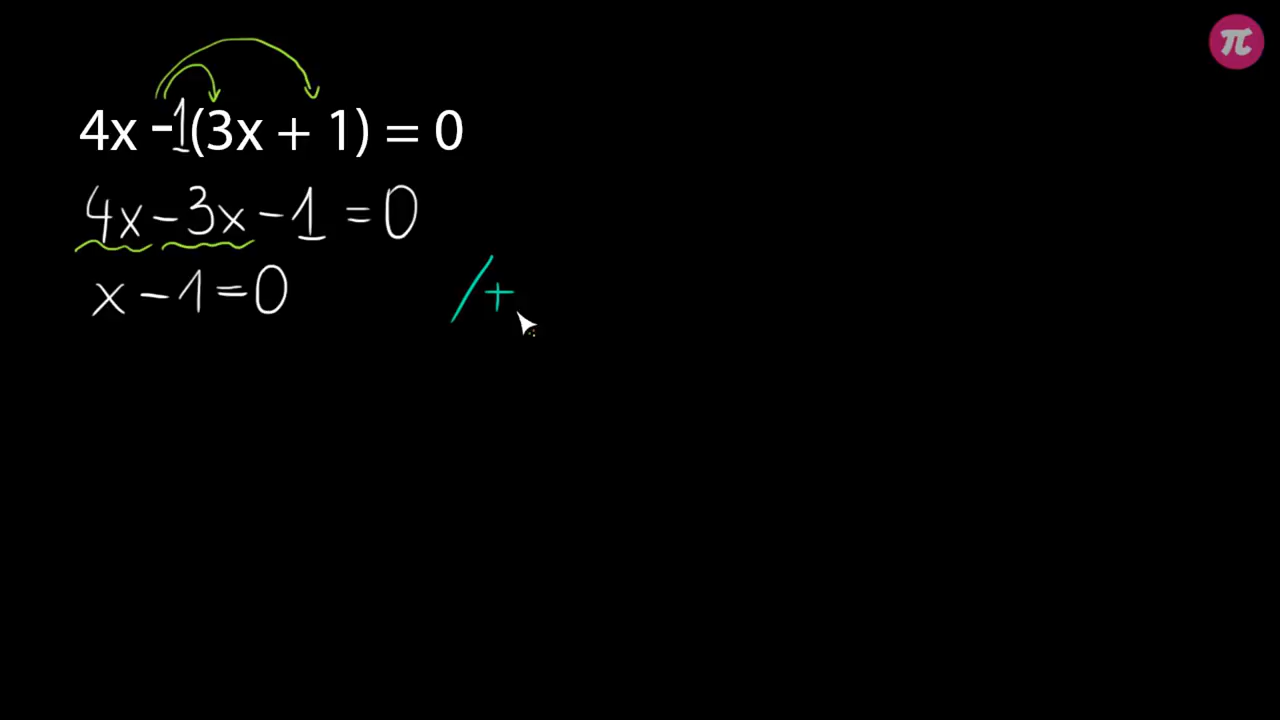 π
4x -1(3x + 1) = 0
4x - 3x - 1 = 0
x - 1 = 0 /+